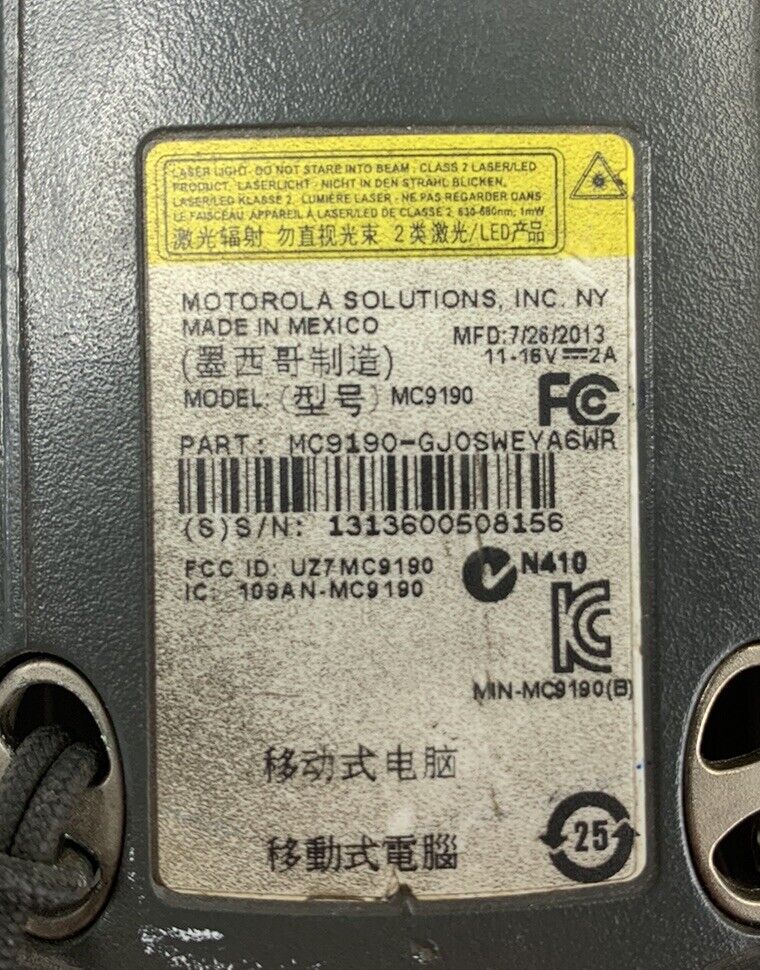 LASER LIGHT - DO NOT STARE INTO BEAM. CLASS 2 LASER/LED
PRODUCT. LASERLICHT - NICHT IN DEN STRAHL BLICKEN,
LASER/LED KLASSE 2. LUMIÈRE LASER - NE PAS REGARDER DANS
LE FAISCEAU. APPAREIL À LASER/LED DE CLASSE 2 630-680nm, 1mW
激光辐射 勿直视光束 2 类激光/LED产品
MOTOROLA SOLUTIONS, INC. NY
MADE IN MEXICO
MFD:7/26/2013
(墨西哥制造)
11-16V⎓2A
MODEL: (型号) MC9190
FC
PART: MC9190-GJ0SWEYA6WR
(S)S/N: 1313600508156
FCC ID: UZ7MC9190
N410
IC: 109AN-MC9190
KC
MIN-MC9190(B)
移动式电脑
移動式電腦
25